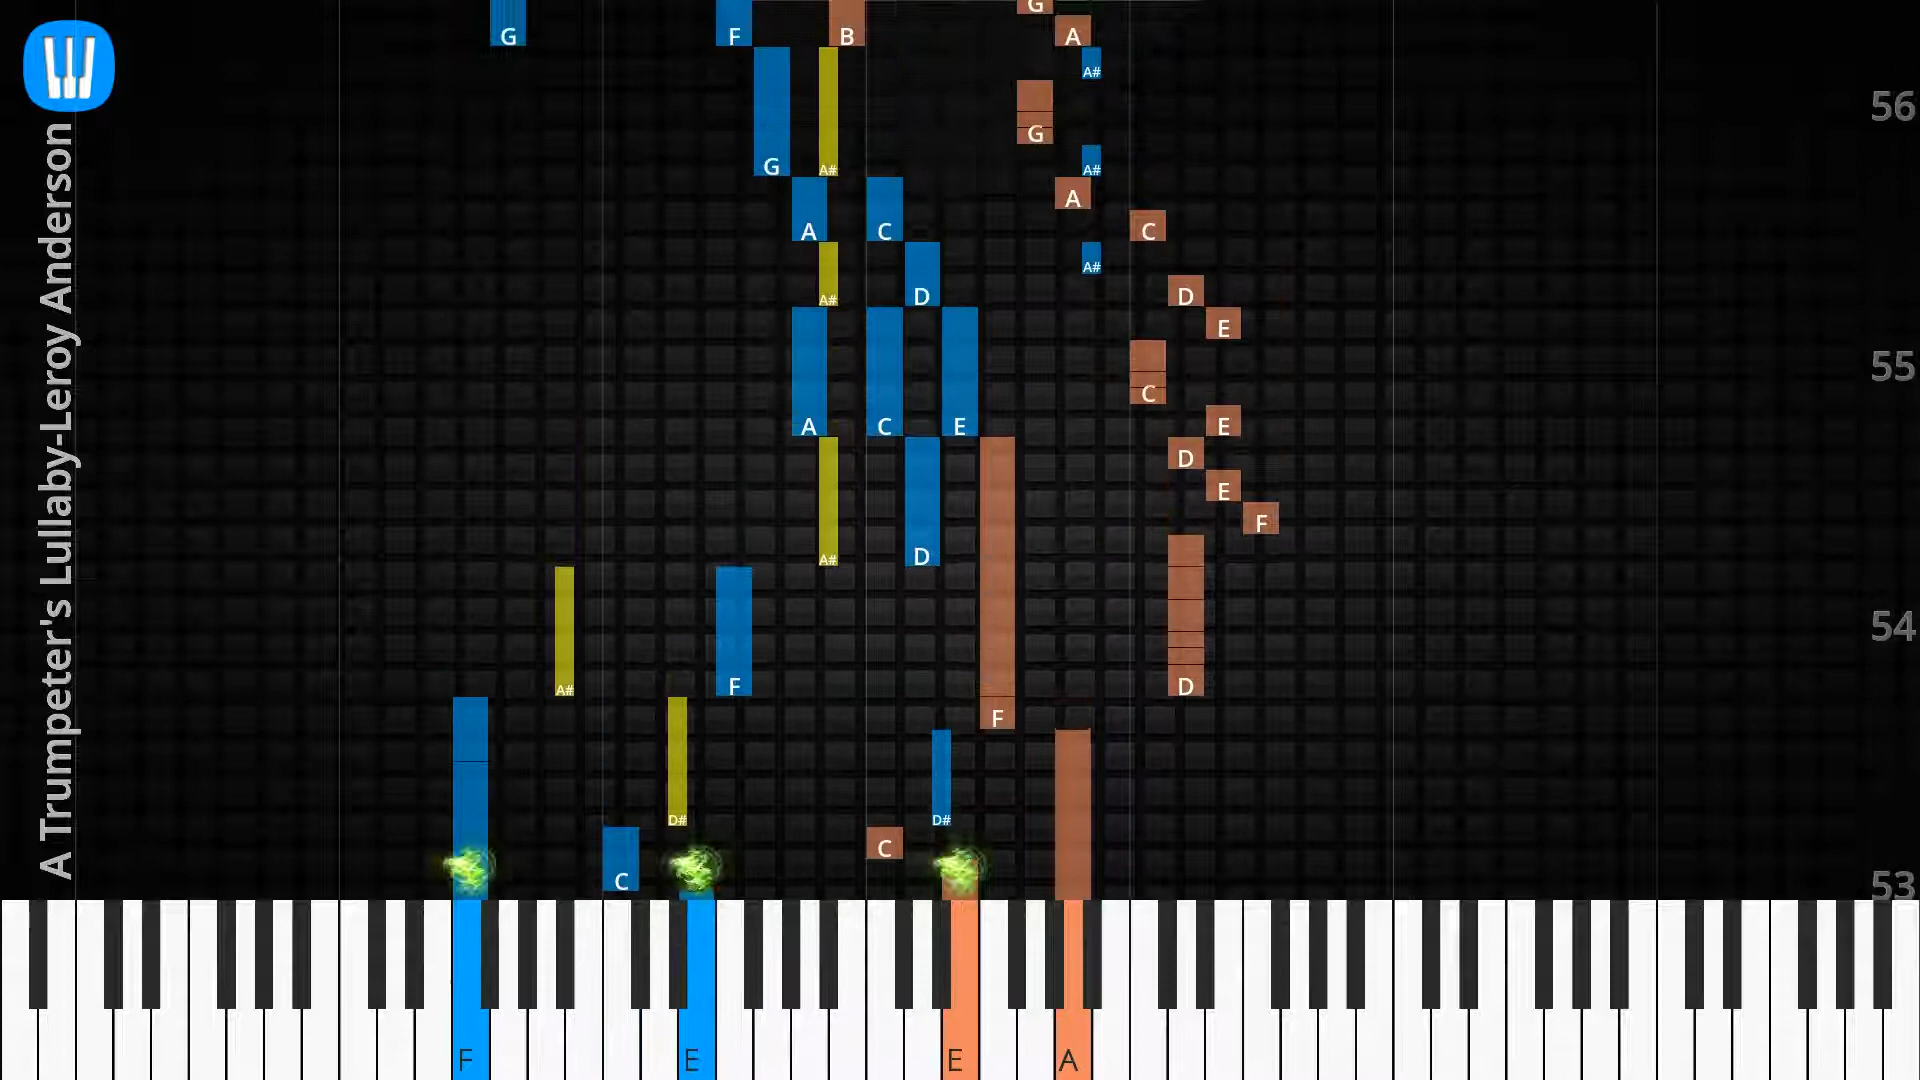 A Trumpeter's Lullaby-Leroy Anderson
G F B G A
A#
56
G
G A# A#
A
A C C
A#
A# D D
E
55
C
A C E E
D
E
F
A# D
54
A# F D
F
D# D#
C
C
53
F E E A